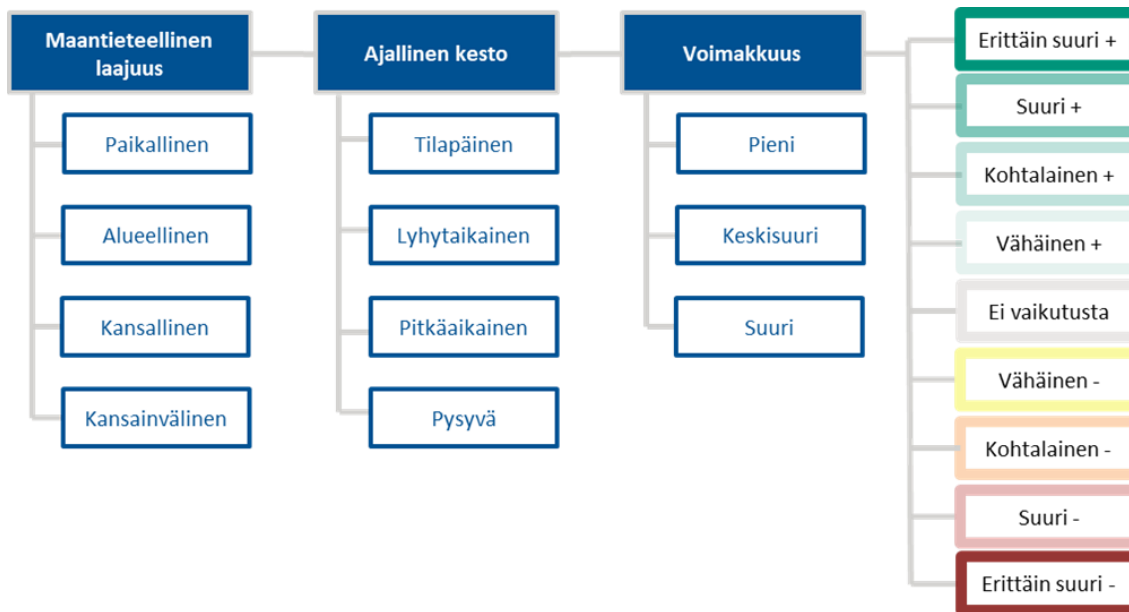 Maantieteellinen
laajuus
Paikallinen
Alueellinen
Kansallinen
Kansainvälinen
Ajallinen kesto
Tilapäinen
Lyhytaikainen
Pitkäaikainen
Pysyvä
Voimakkuus
Pieni
Keskisuuri
Suuri
Erittäin suuri +
Suuri +
Kohtalainen +
Vähäinen +
Ei vaikutusta
Vähäinen -
Kohtalainen -
Suuri -
Erittäin suuri -